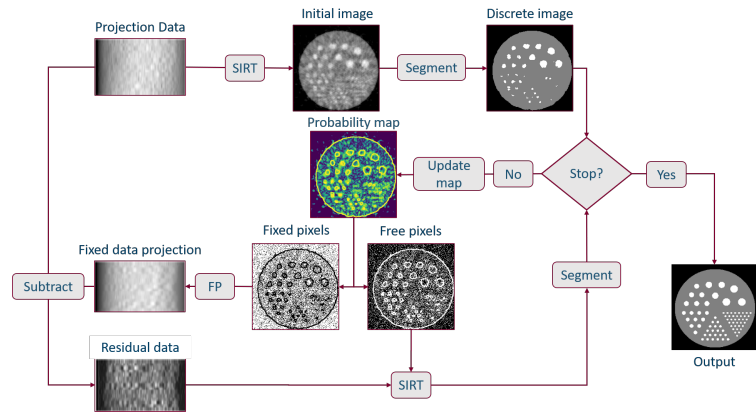 Projection Data
Initial image
Discrete image
SIRT
Segment
Probability map
Update
map
No
Stop?
Yes
Fixed pixels
Free pixels
Fixed data projection
Subtract
FP
Segment
Residual data
SIRT
Output